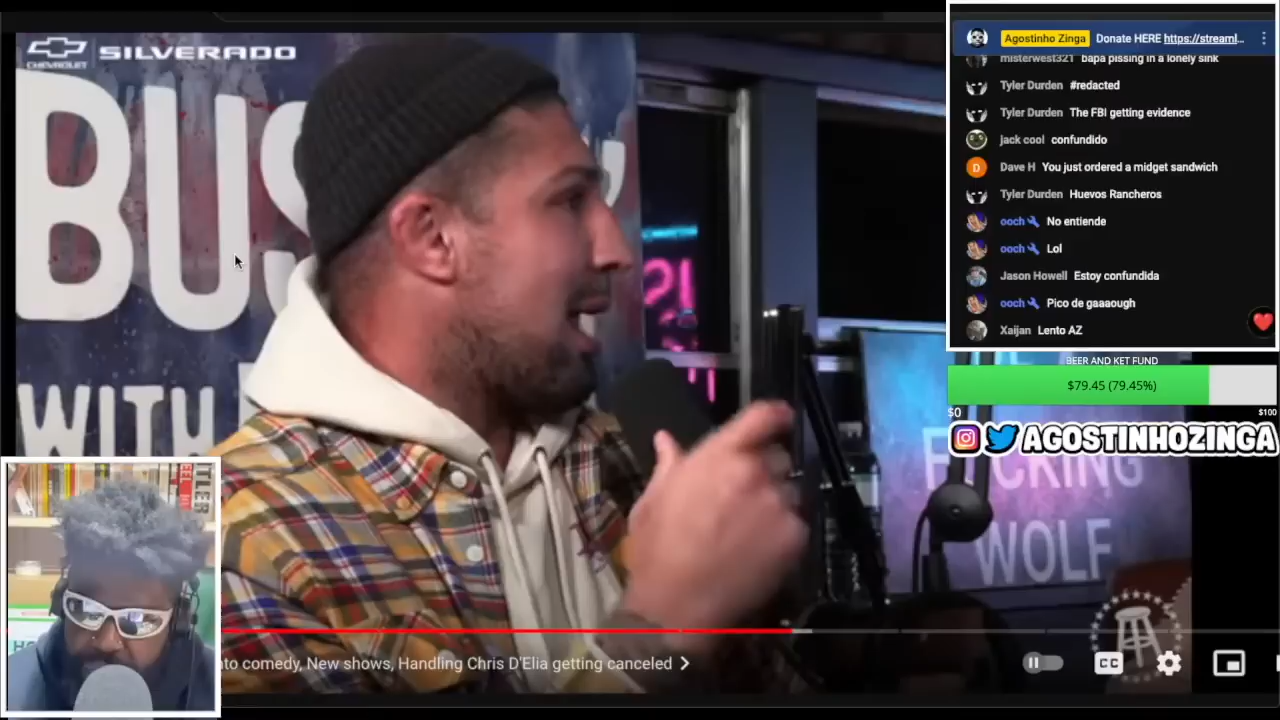 CHEVROLET
SILVERADO
BUS
WITH
F*CKING
WOLF
nto comedy, New shows, Handling Chris D'Elia getting canceled
CC
Agostinho Zinga Donate HERE https://streaml...
misterwest321 bapa pissing in a lonely sink
Tyler Durden #redacted
Tyler Durden The FBI getting evidence
jack cool confundido
D Dave H You just ordered a midget sandwich
Tyler Durden Huevos Rancheros
ooch No entiende
ooch Lol
Jason Howell Estoy confundida
ooch Pico de gaaaough
Xaijan Lento AZ
BEER AND KET FUND
$79.45 (79.45%)
$0 $100
AGOSTINHOZINGA